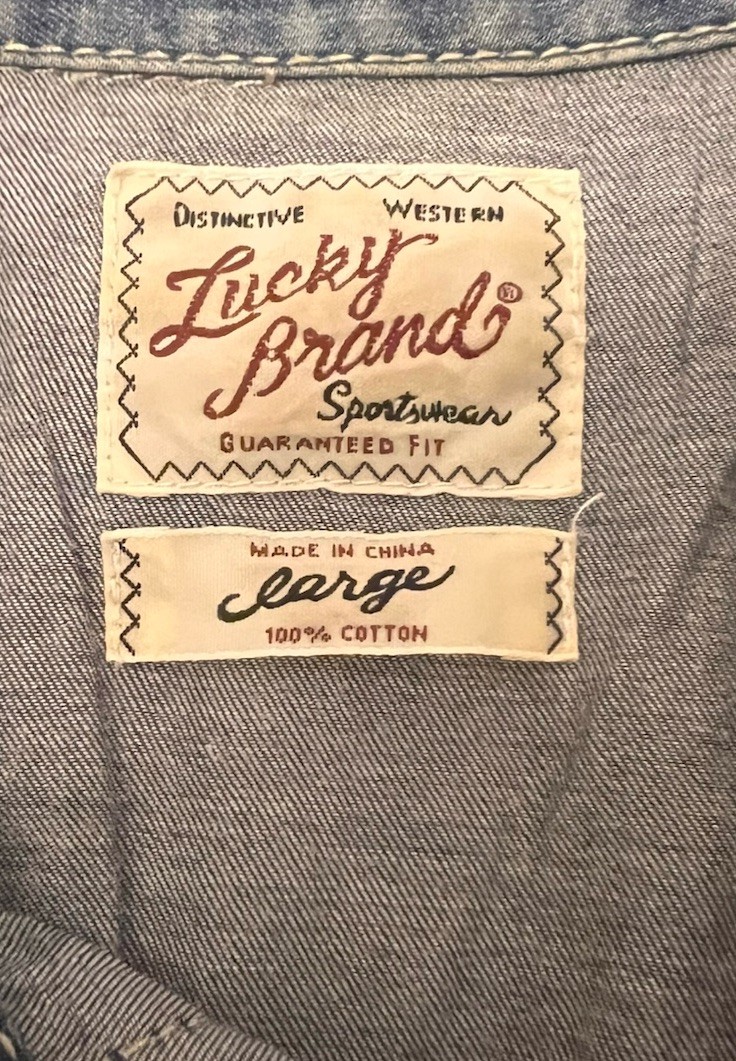 DISTINCTIVE WESTERN
Lucky
Brand®
Sportswear
GUARANTEED FIT
MADE IN CHINA
large
100% COTTON